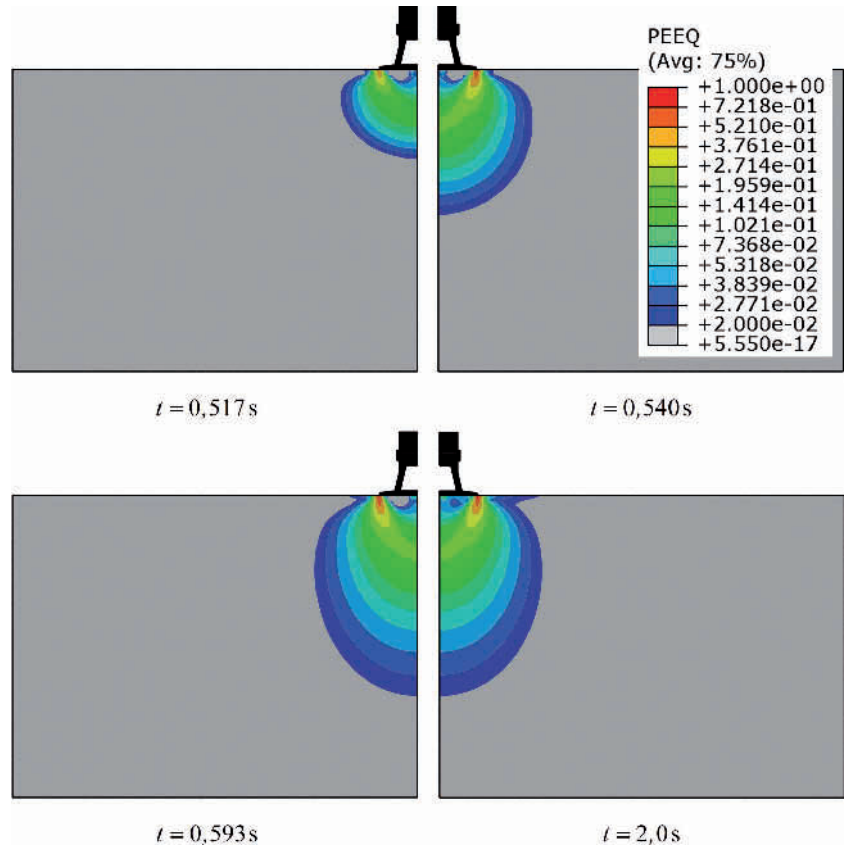 PEEQ
(Avg: 75%)
+1.000e+00
+7.218e-01
+5.210e-01
+3.761e-01
+2.714e-01
+1.959e-01
+1.414e-01
+1.021e-01
+7.368e-02
+5.318e-02
+3.839e-02
+2.771e-02
+2.000e-02
+5.550e-17
t = 0,517 s
t = 0,540 s
t = 0,593 s
t = 2,0 s